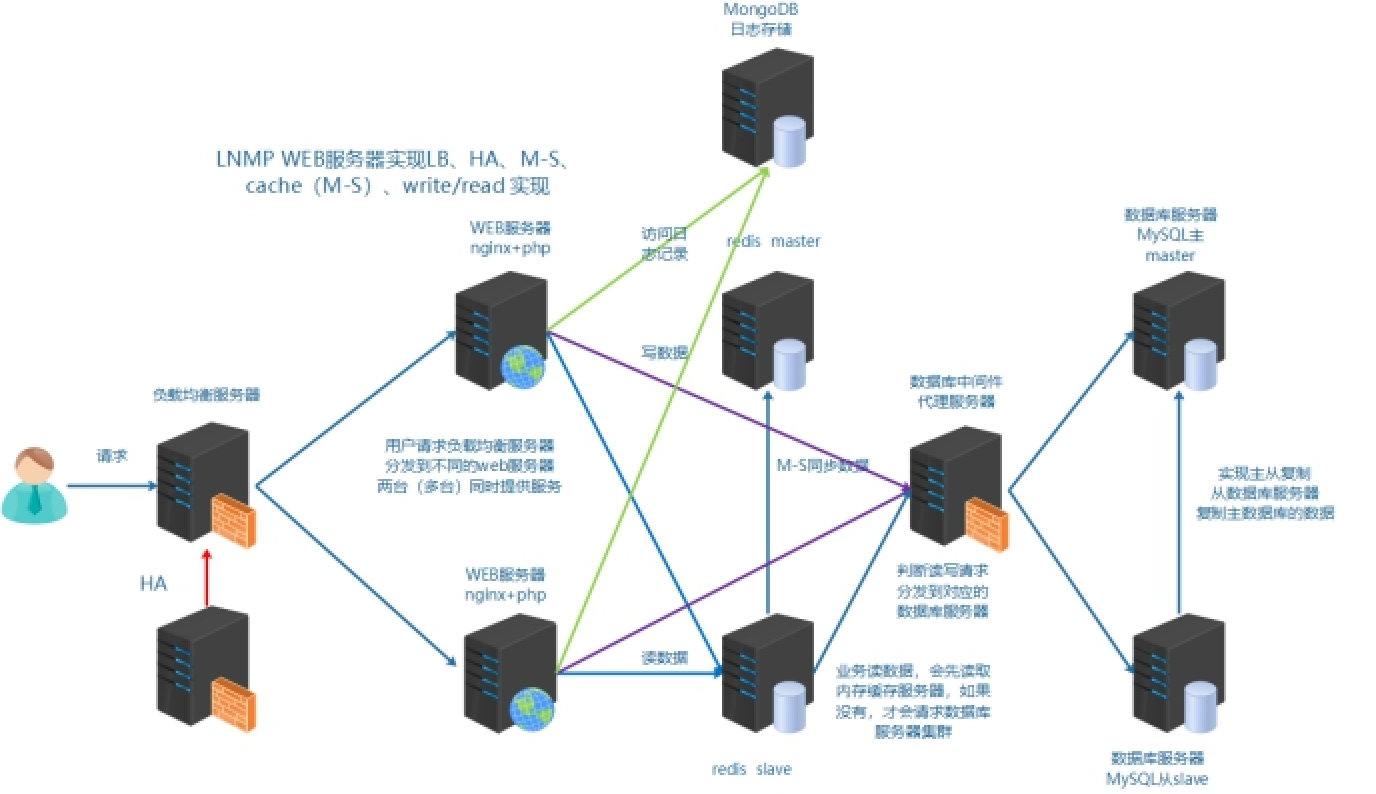 MongoDB
日志存储
LNMP WEB服务器实现LB、HA、M-S、
cache（M-S）、write/read 实现
WEB服务器
nginx+php
访问日
志记录
redis master
数据库服务器
MySQL主
master
写数据
负载均衡服务器
数据库中间件
代理服务器
请求
用户请求负载均衡服务器
分发到不同的web服务器
两台（多台）同时提供服务
M-S同步数据
实现主从复制
从数据库服务器
复制主数据库的数据
HA
WEB服务器
nginx+php
判断读写请求
分发到对应的
数据库服务器
读数据
业务读数据，会先读取
内存缓存服务器，如果
没有，才会请求数据库
服务器集群
redis slave
数据库服务器
MySQL从slave